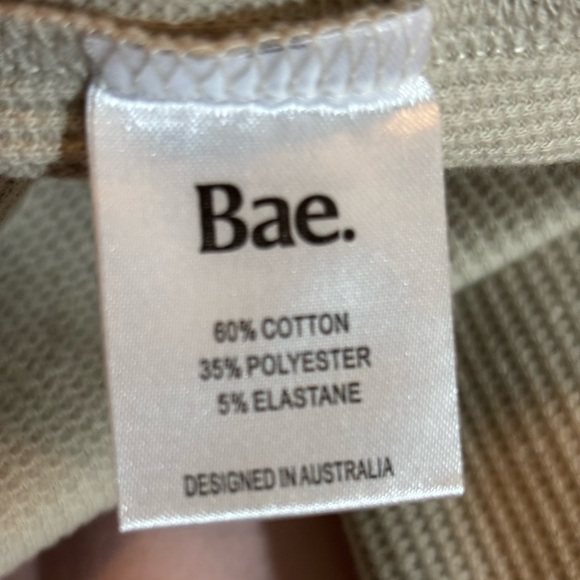 Bae.
60% COTTON
35% POLYESTER
5% ELASTANE
DESIGNED IN AUSTRALIA